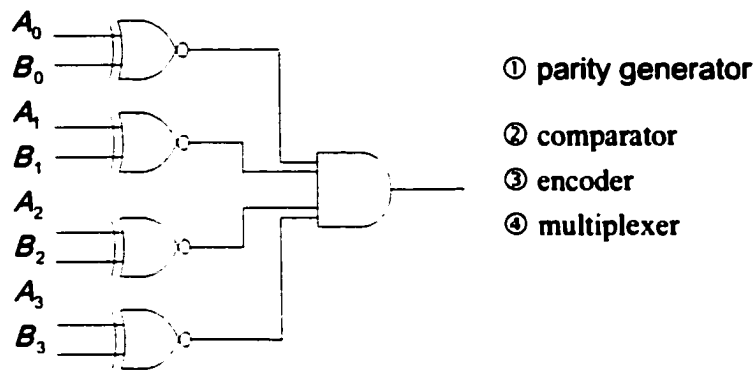 A₀
B₀
A₁
B₁
A₂
B₂
A₃
B₃
① parity generator
② comparator
③ encoder
④ multiplexer